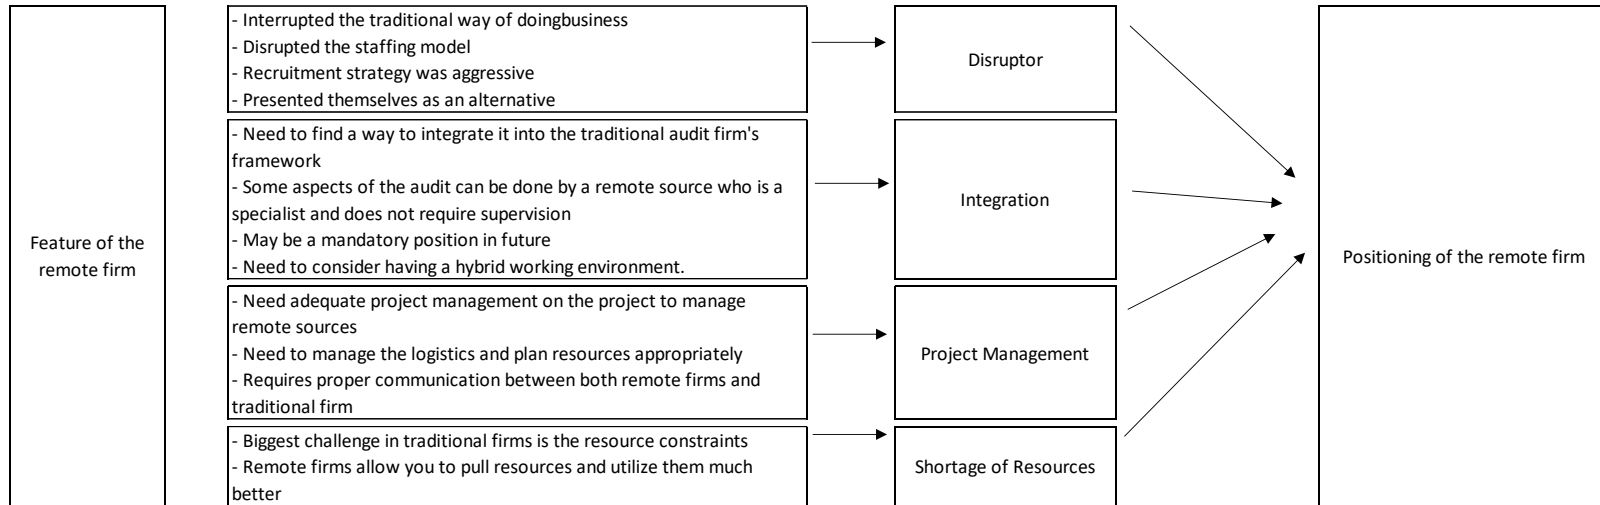 Feature of the
remote firm
- Interrupted the traditional way of doingbusiness
- Disrupted the staffing model
- Recruitment strategy was aggressive
- Presented themselves as an alternative
Disruptor
- Need to find a way to integrate it into the traditional audit firm's
framework
- Some aspects of the audit can be done by a remote source who is a
specialist and does not require supervision
- May be a mandatory position in future
- Need to consider having a hybrid working environment.
Integration
- Need adequate project management on the project to manage
remote sources
- Need to manage the logistics and plan resources appropriately
- Requires proper communication between both remote firms and
traditional firm
Project Management
- Biggest challenge in traditional firms is the resource constraints
- Remote firms allow you to pull resources and utilize them much
better
Shortage of Resources
Positioning of the remote firm